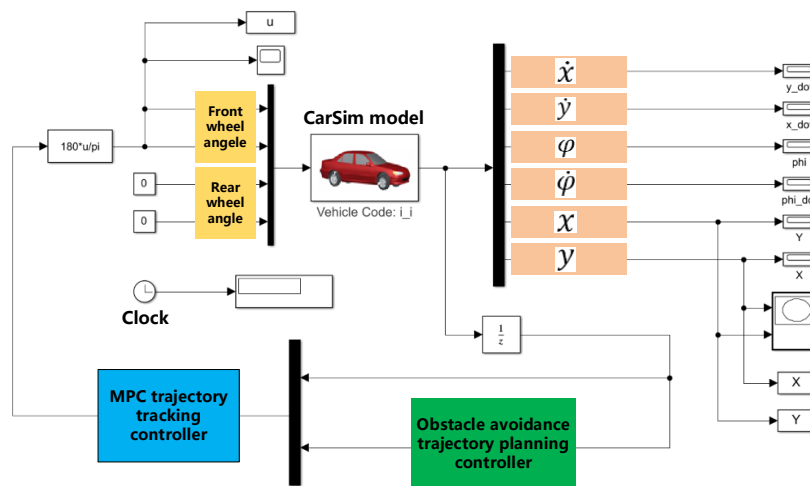 u
ẋ
y_do
Front
wheel
angele
CarSim model
ẏ
x_do
180*u/pi
φ
phi
0
Rear
wheel
angle
φ̇
phi_do
0
Vehicle Code: i_i
x
Y
y
X
Clock
1
z
MPC trajectory
tracking
controller
Obstacle avoidance
trajectory planning
controller
X
Y